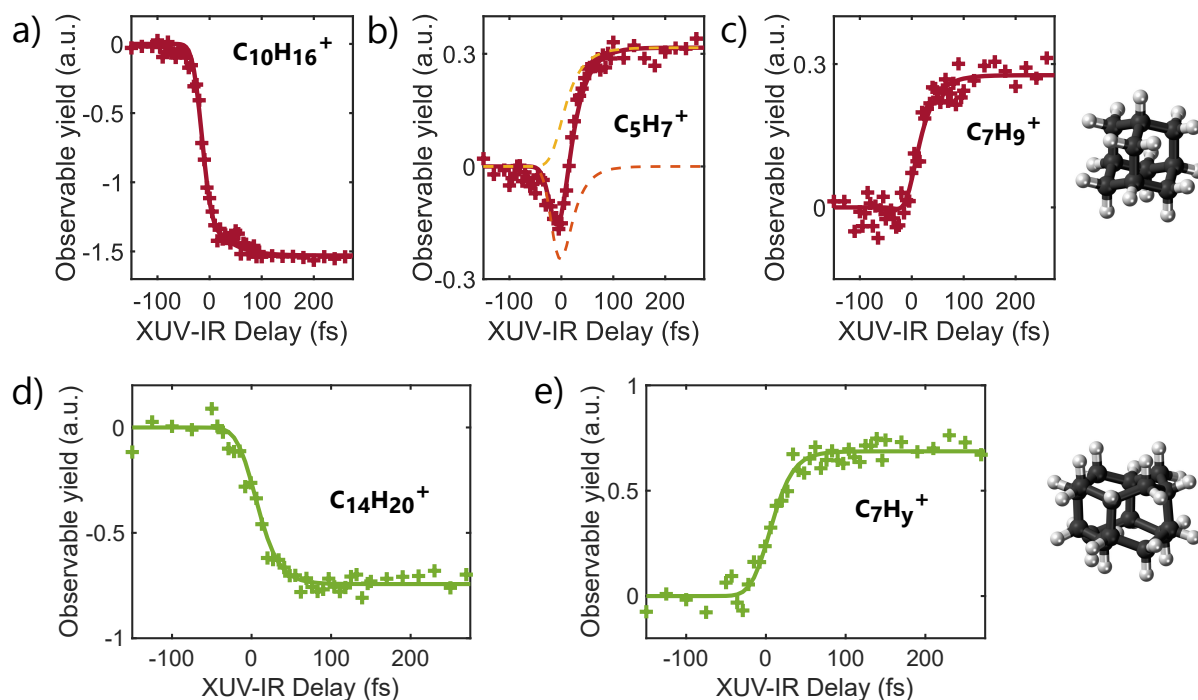 a)
C10H16+
0
-0.5
-1
-1.5
-100 0 100 200
XUV-IR Delay (fs)
Observable yield (a.u.)
b)
C5H7+
0.3
0
-0.3
-100 0 100 200
XUV-IR Delay (fs)
Observable yield (a.u.)
c)
C7H9+
0.3
0
-100 0 100 200
XUV-IR Delay (fs)
Observable yield (a.u.)
d)
C14H20+
0
-0.5
-1
-100 0 100 200
XUV-IR Delay (fs)
Observable yield (a.u.)
e)
C7Hy+
1
0.5
0
-100 0 100 200
XUV-IR Delay (fs)
Observable yield (a.u.)